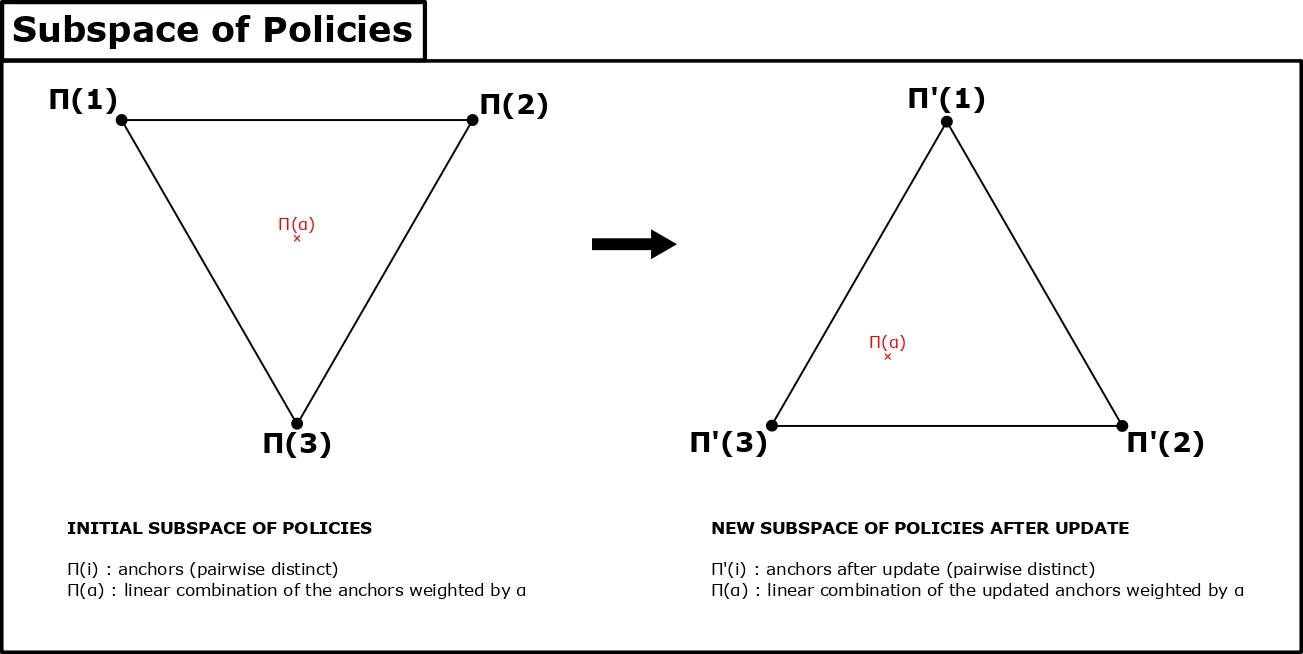 Subspace of Policies
Π(1)
Π(2)
Π(α)
×
Π(3)
Π'(1)
Π(α)
×
Π'(3)
Π'(2)
INITIAL SUBSPACE OF POLICIES
Π(i) : anchors (pairwise distinct)
Π(α) : linear combination of the anchors weighted by α
NEW SUBSPACE OF POLICIES AFTER UPDATE
Π'(i) : anchors after update (pairwise distinct)
Π(α) : linear combination of the updated anchors weighted by α